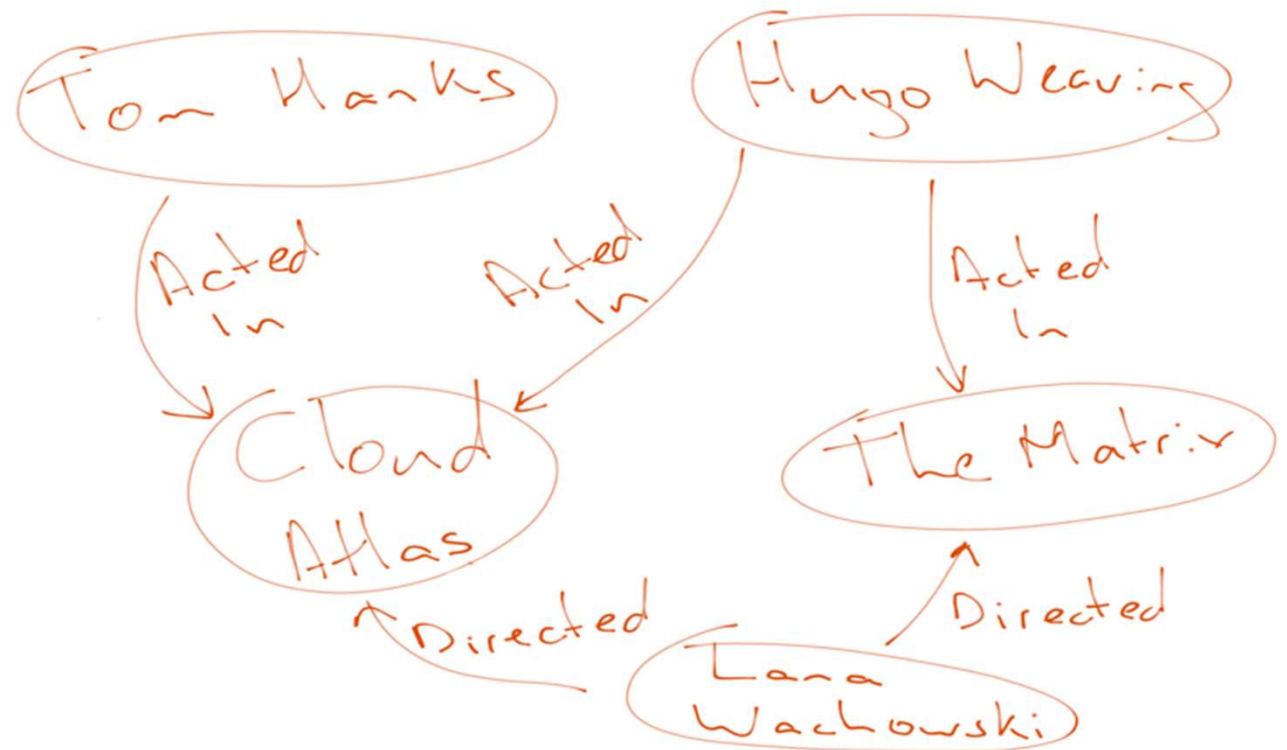 Tom Hanks
Hugo Weaving
Acted
In
Acted
In
Acted
In
Cloud
Atlas
The Matrix
Directed
Directed
Lana
Wachowski